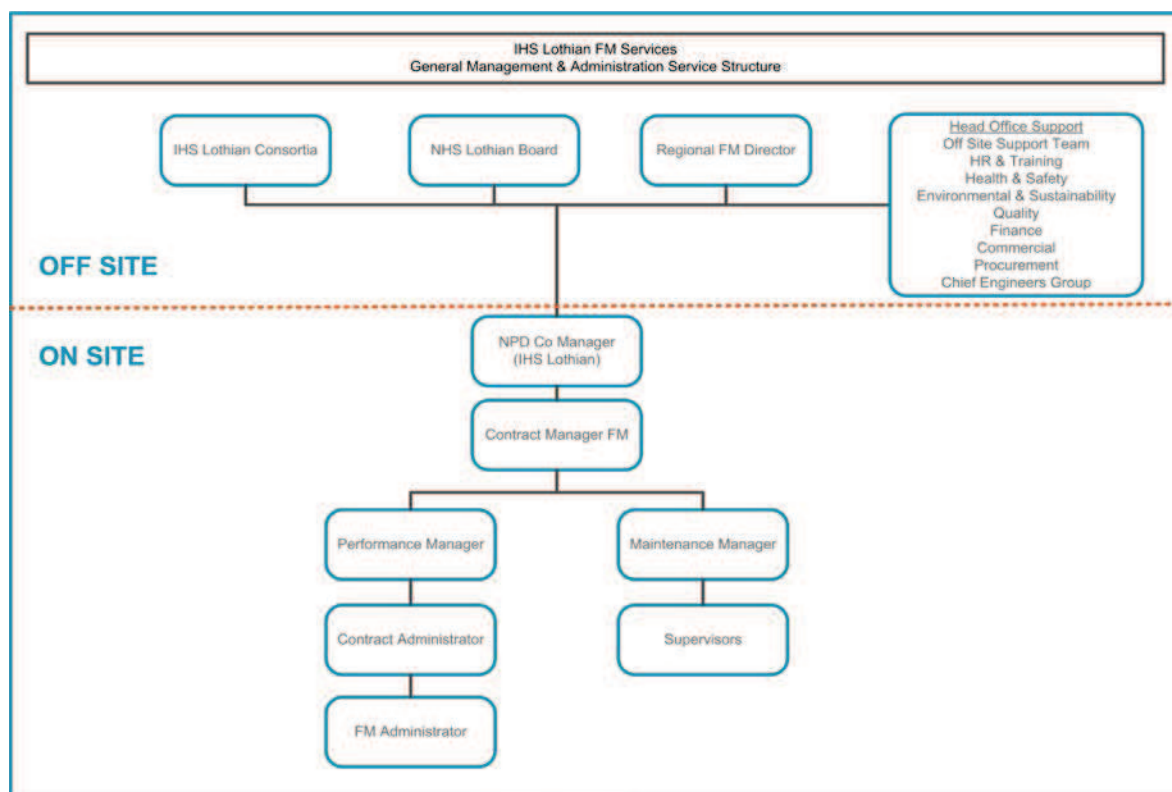 IHS Lothian FM Services
General Management & Administration Service Structure
IHS Lothian Consortia
NHS Lothian Board
Regional FM Director
Head Office Support
Off Site Support Team
HR & Training
Health & Safety
Environmental & Sustainability
Quality
Finance
Commercial
Procurement
Chief Engineers Group
OFF SITE
ON SITE
NPD Co Manager
(IHS Lothian)
Contract Manager FM
Performance Manager
Maintenance Manager
Contract Administrator
Supervisors
FM Administrator